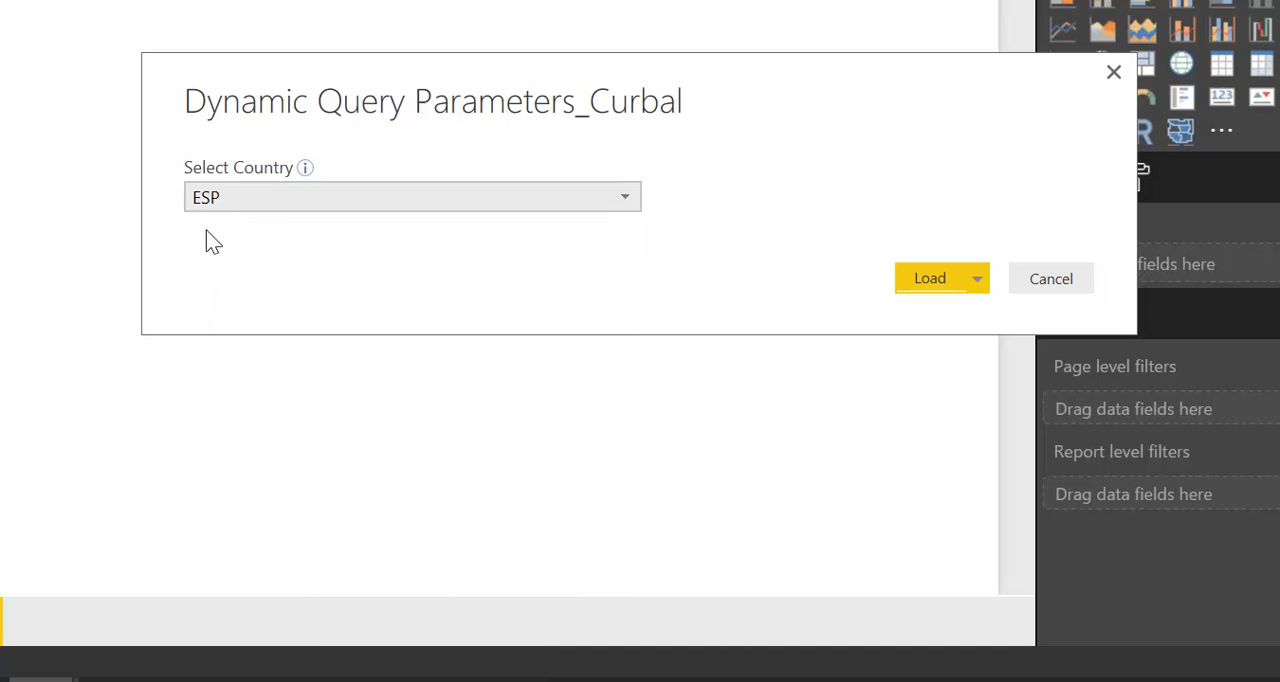 Dynamic Query Parameters_Curbal
Select Country
ESP
Load
Cancel
123
R
fields here
Page level filters
Drag data fields here
Report level filters
Drag data fields here